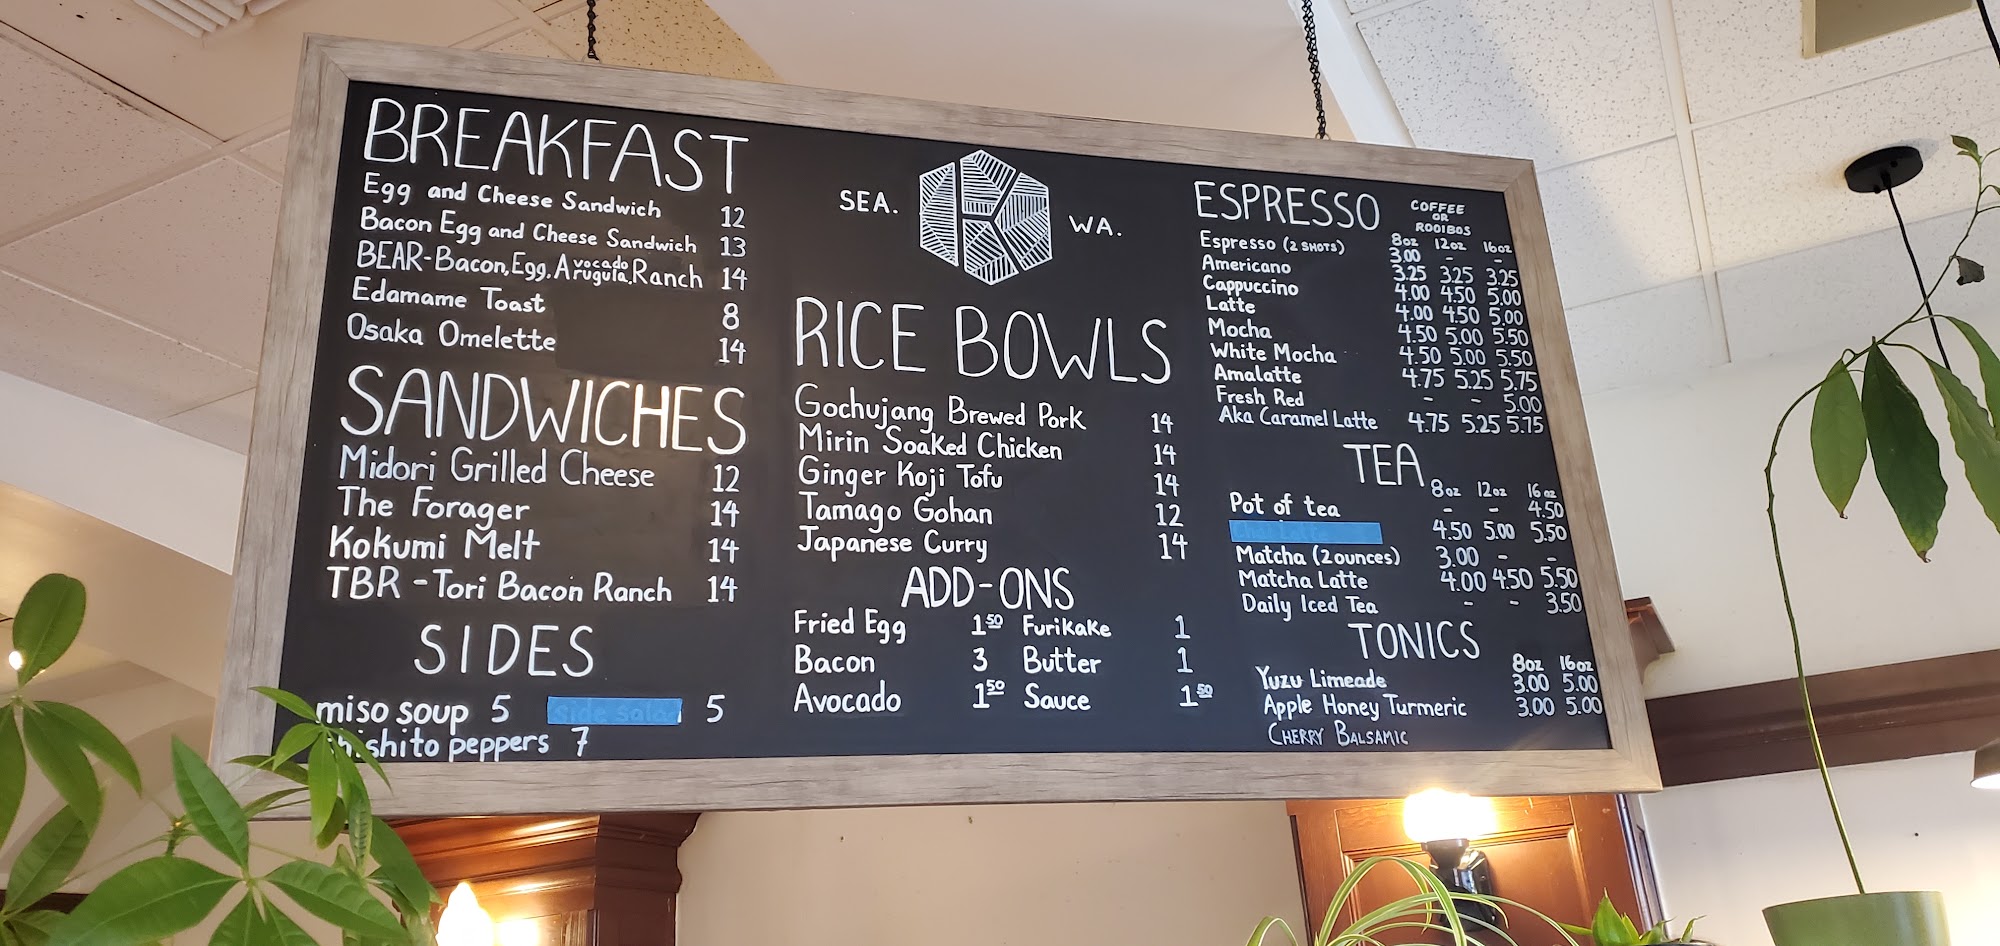 BREAKFAST
Egg and Cheese Sandwich 12
Bacon Egg and Cheese Sandwich 13
BEAR-Bacon, Egg, Avocado, Arugula, Ranch 14
Edamame Toast 8
Osaka Omelette 14
SANDWICHES
Midori Grilled Cheese 12
The Forager 14
Kokumi Melt 14
TBR - Tori Bacon Ranch 14
SIDES
miso soup 5 side salad 5
shishito peppers 7
SEA. WA.
RICE BOWLS
Gochujang Brewed Pork 14
Mirin Soaked Chicken 14
Ginger Koji Tofu 14
Tamago Gohan 12
Japanese Curry 14
ADD-ONS
Fried Egg 1.50 Furikake 1
Bacon 3 Butter 1
Avocado 1.50 Sauce 1.50
ESPRESSO
COFFEE
OR
ROOIBOS
8oz 12oz 16oz
Espresso (2 SHOTS) 3.00 - -
Americano 3.25 3.25 3.25
Cappuccino 4.00 4.50 5.00
Latte 4.00 4.50 5.00
Mocha 4.50 5.00 5.50
White Mocha 4.50 5.00 5.50
Amalatte 4.75 5.25 5.75
Fresh Red - - 5.00
Aka Caramel Latte 4.75 5.25 5.75
TEA
8oz 12oz 16oz
Pot of tea - - 4.50
Latte 4.50 5.00 5.50
Matcha (2ounces) 3.00 - -
Matcha Latte 4.00 4.50 5.50
Daily Iced Tea - - 3.50
TONICS
8oz 16oz
Yuzu Limeade 3.00 5.00
Apple Honey Turmeric 3.00 5.00
CHERRY BALSAMIC